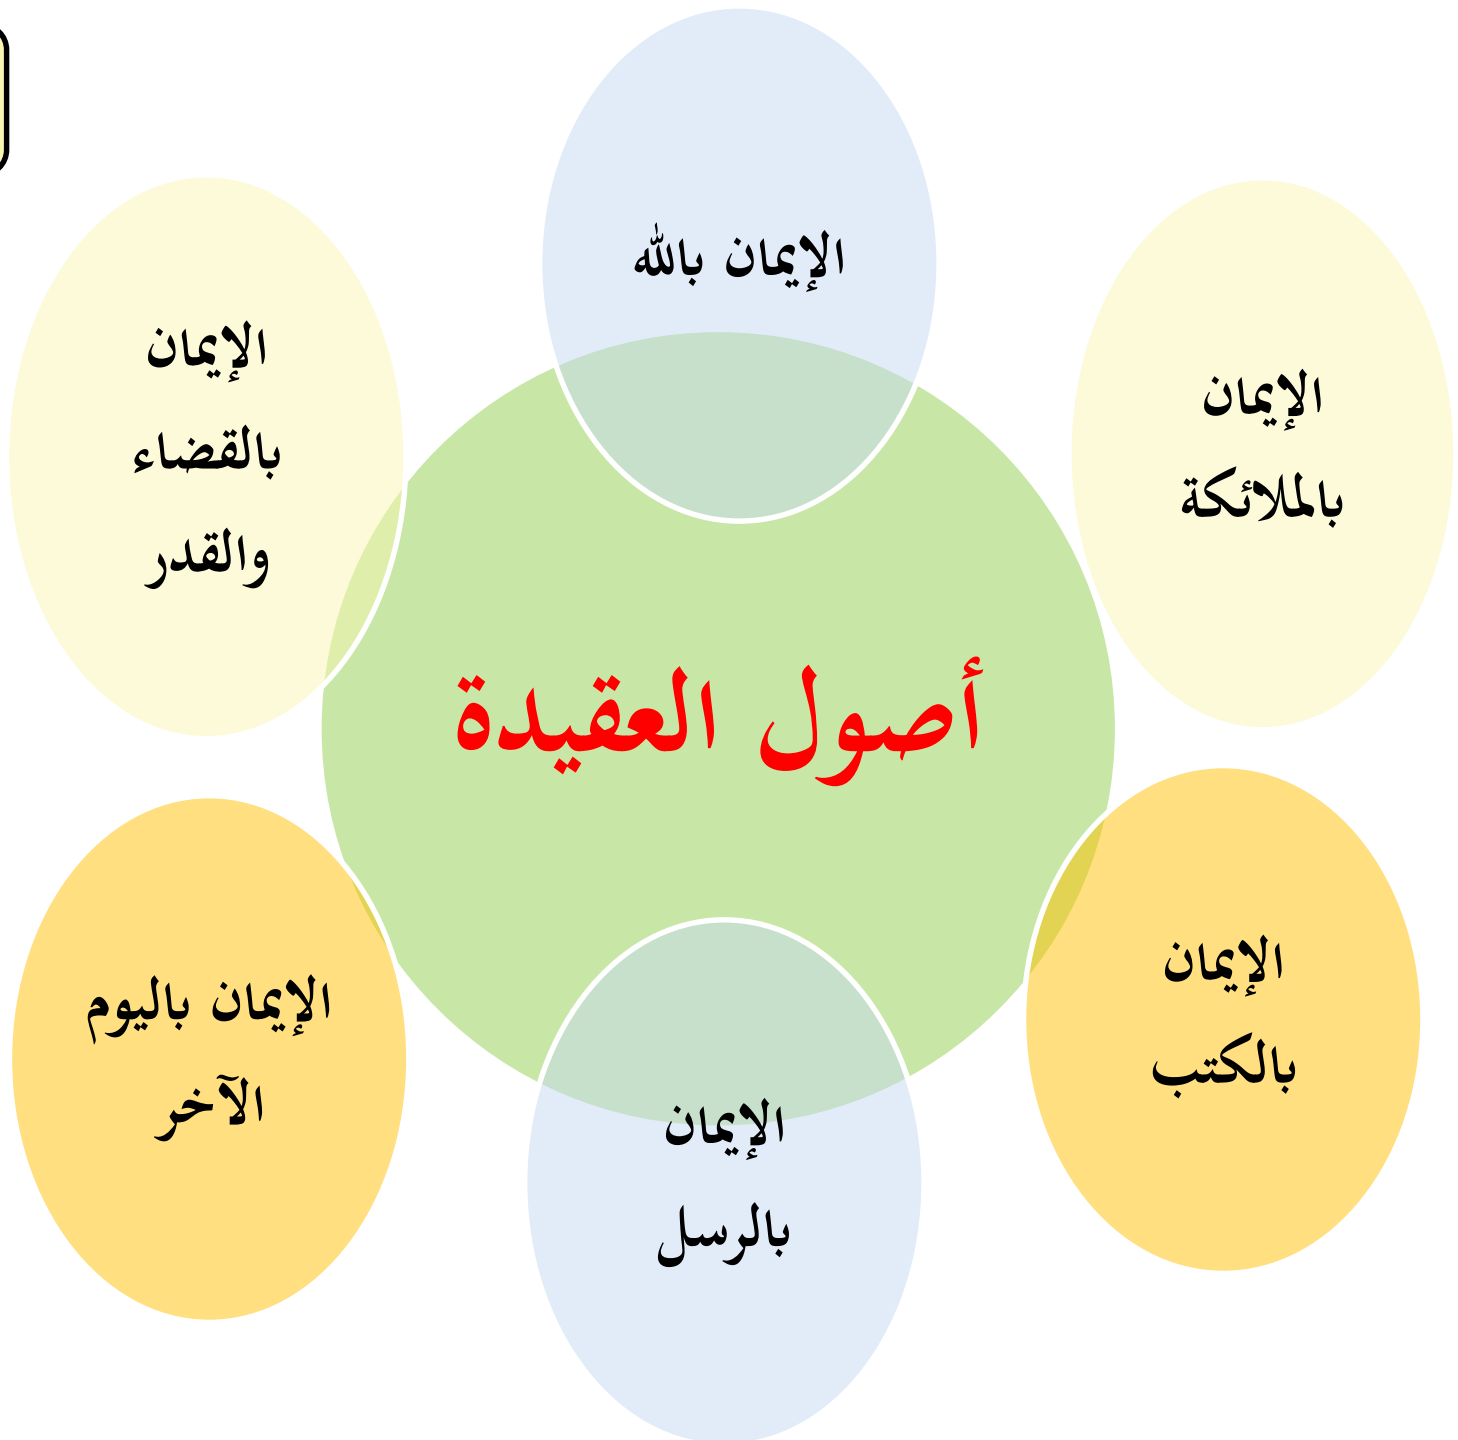 الإيمان بالله
الإيمان
بالملائكة
الإيمان
بالكتب
الإيمان
بالرسل
الإيمان باليوم
الآخر
الإيمان
بالقضاء
والقدر
أصول العقيدة